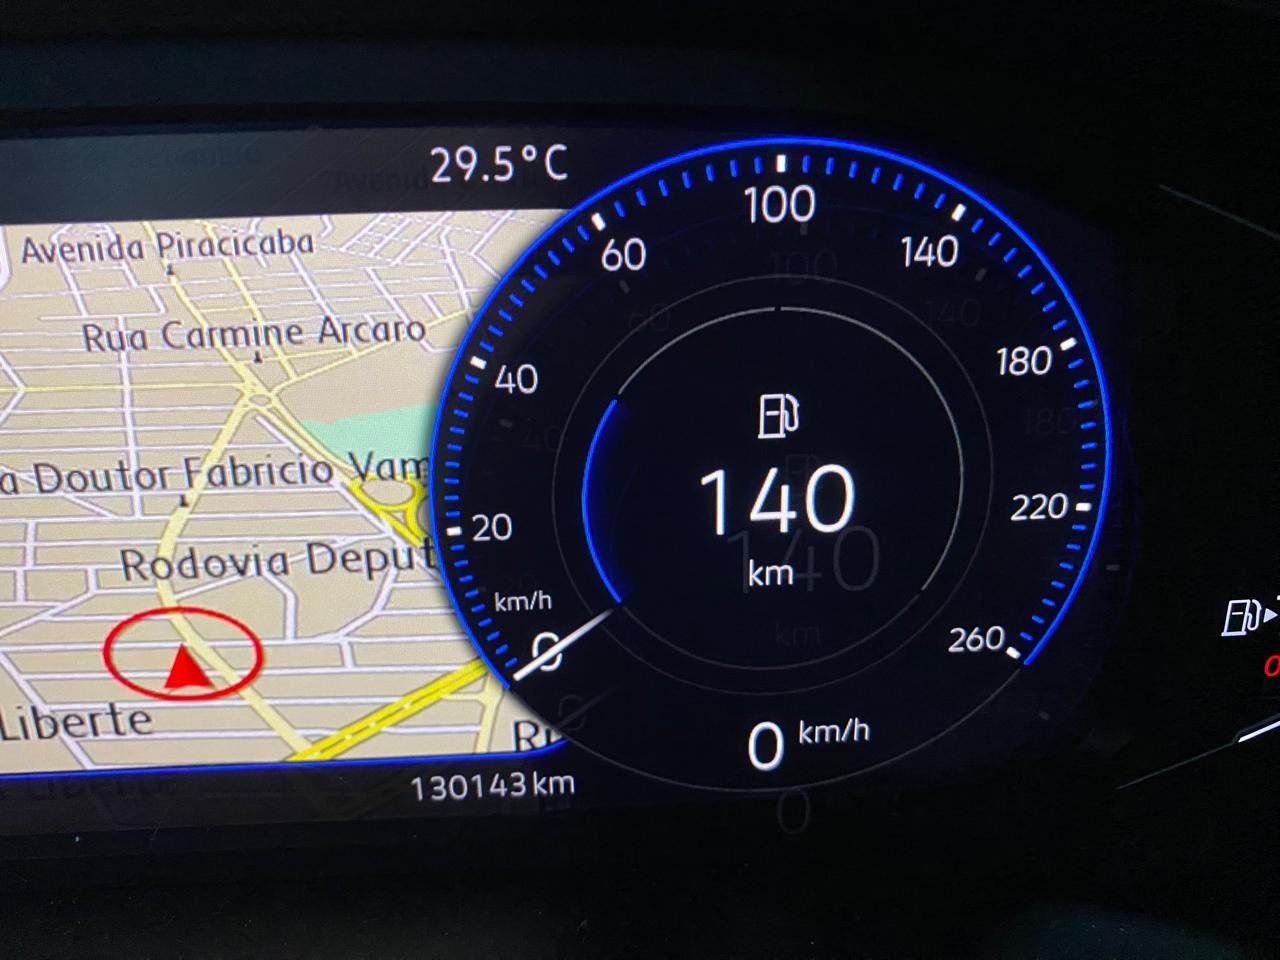 29.5°C
Avenida Piracicaba
Rua Carmine Arcaro
a Doutor Fabricio Vam
Rodovia Deput
Liberte
130143 km
100
60
140
40
180
20
220
km/h
0
260
140
km
0 km/h
0